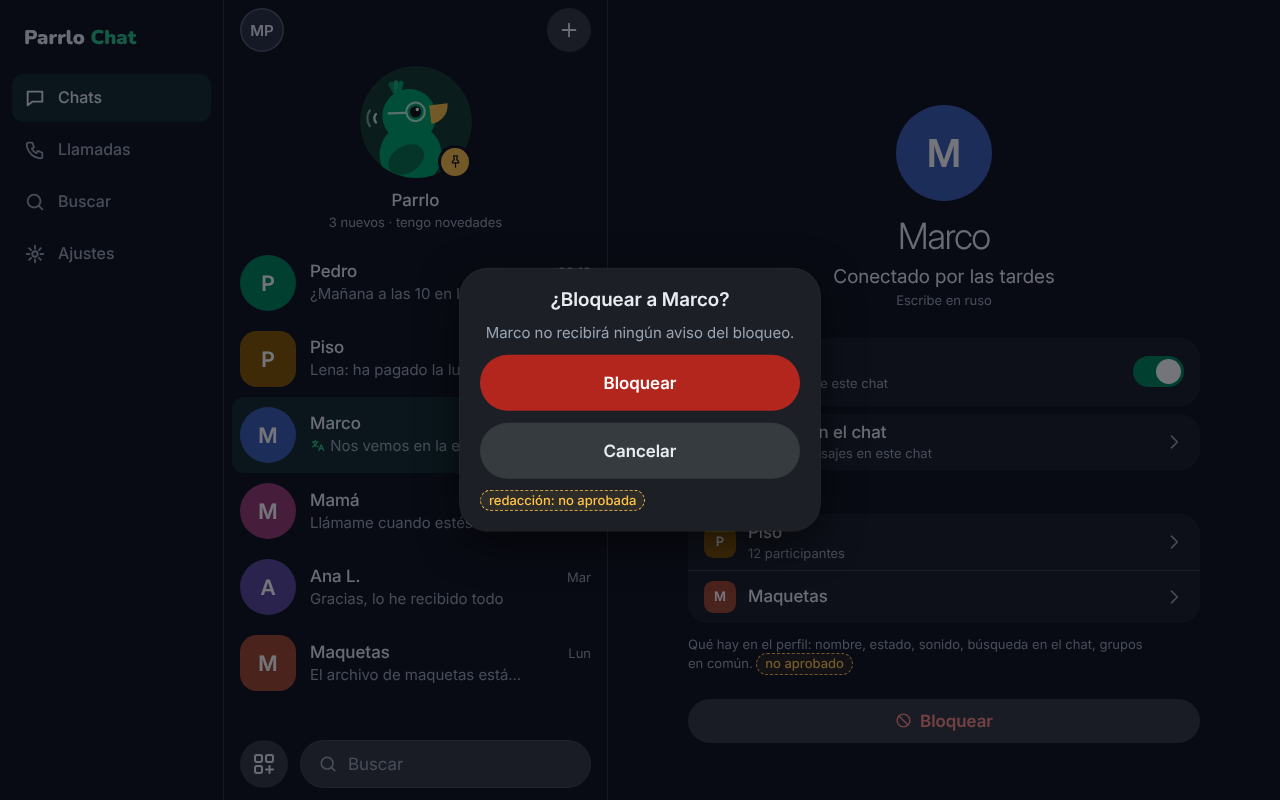 Parrlo Chat
Chats
Llamadas
Buscar
Ajustes
MP
Parrlo
3 nuevos · tengo novedades
P
Pedro
¿Mañana a las 10 en
P
Piso
Lena: ha pagado la lu
M
Marco
Nos vemos en la e
M
Mamá
Llámame cuando estés
A
Ana L.
Mar
Gracias, lo he recibido todo
M
Maquetas
Lun
El archivo de maquetas está...
Buscar
M
Marco
Conectado por las tardes
Escribe en ruso
e este chat
n el chat
sajes en este chat
P
Piso
12 participantes
M
Maquetas
Qué hay en el perfil: nombre, estado, sonido, búsqueda en el chat, grupos
en común. no aprobado
Bloquear
¿Bloquear a Marco?
Marco no recibirá ningún aviso del bloqueo.
Bloquear
Cancelar
redacción: no aprobada